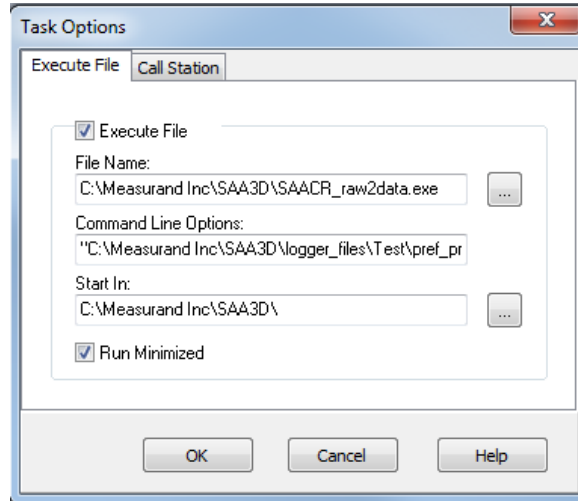 Task Options
Execute File Call Station
Execute File
File Name:
C:\Measurand Inc\SAA3D\SAACR_raw2data.exe
...
Command Line Options:
"C:\Measurand Inc\SAA3D\logger_files\Test\pref_pr
Start In:
C:\Measurand Inc\SAA3D\
...
Run Minimized
OK Cancel Help